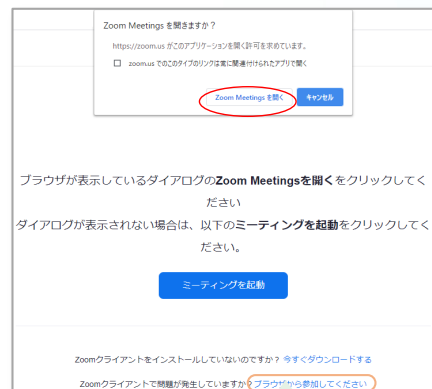 Zoom Meetings を開きますか？
https://zoom.us がこのアプリケーションを開く許可を求めています。
zoom.us でのこのタイプのリンクは常に関連付けられたアプリで開く
Zoom Meetings を開く キャンセル
ブラウザが表示しているダイアログのZoom Meetingsを開くをクリックしてく
ださい
ダイアログが表示されない場合は、以下のミーティングを起動をクリックしてく
ださい。
ミーティングを起動
Zoomクライアントをインストールしていないのですか？ 今すぐダウンロードする
Zoomクライアントで問題が発生していますか？ブラウザから参加してください